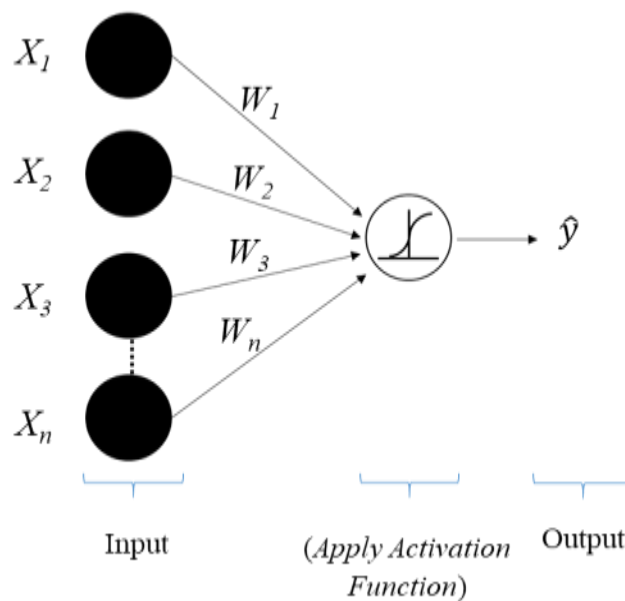 X₁
W₁
X₂
W₂
ŷ
W₃
X₃
Wₙ
Xₙ
Input
(Apply Activation
Function)
Output